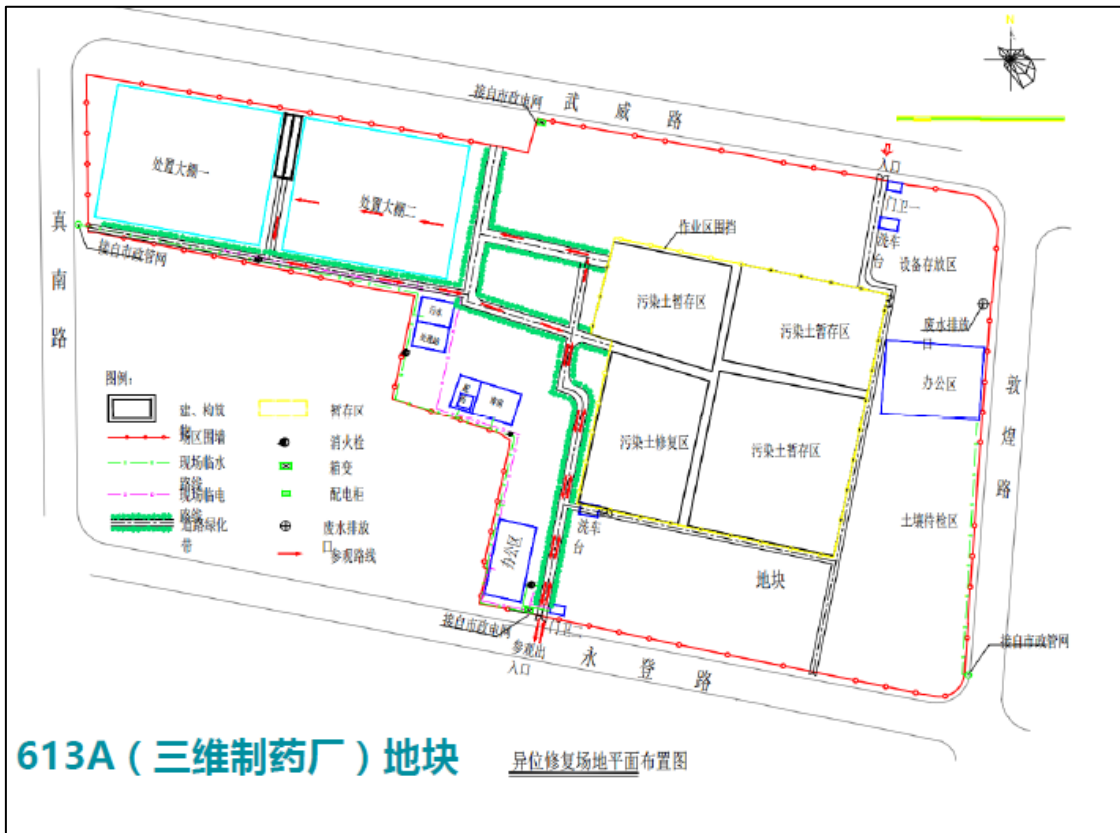 N
接自市政电网
武威路
入口
处置大棚一
处置大棚二
门卫一
洗车
台
作业区围挡
设备存放区
真南路
接自市政管网
污染土暂存区
污染土暂存区
废水排放
口
污水
处理站
办公区
敦煌路
图例:
建、构筑
物
暂存区
场区围墙
消火栓
现场临水
路线
箱变
现场临电
路线
配电柜
道路绿化
带
废水排放
口
参观路线
污染土修复区
污染土暂存区
土壤待检区
洗车
台
办公区
地块
接自市政电网
门卫二
参观出
入口
永登路
接自市政管网
613A（三维制药厂）地块
异位修复场地平面布置图